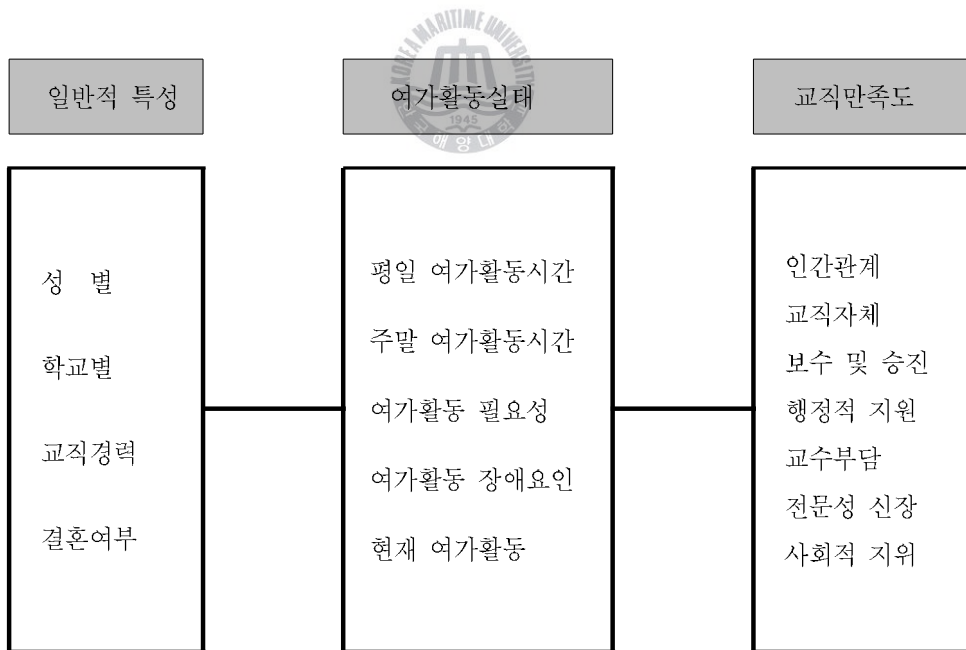 KOREA MARITIME UNIVERSITY
1945
일반적 특성
여가활동실태
교직만족도
성 별
학교별
교직경력
결혼여부
평일 여가활동시간
주말 여가활동시간
여가활동 필요성
여가활동 장애요인
현재 여가활동
인간관계
교직자체
보수 및 승진
행정적 지원
교수부담
전문성 신장
사회적 지위